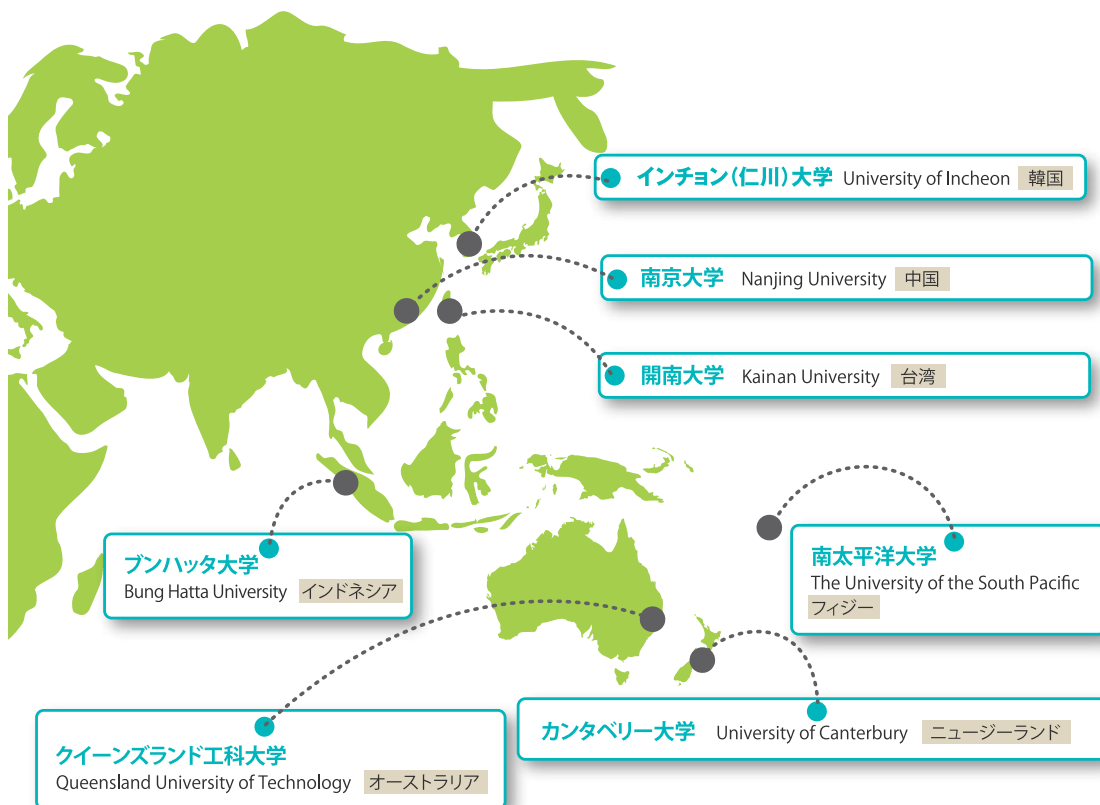 インチョン（仁川）大学 University of Incheon 韓国
南京大学 Nanjing University 中国
開南大学 Kainan University 台湾
ブンハッタ大学
Bung Hatta University インドネシア
南太平洋大学
The University of the South Pacific
フィジー
カンタベリー大学 University of Canterbury ニュージーランド
クイーンズランド工科大学
Queensland University of Technology オーストラリア